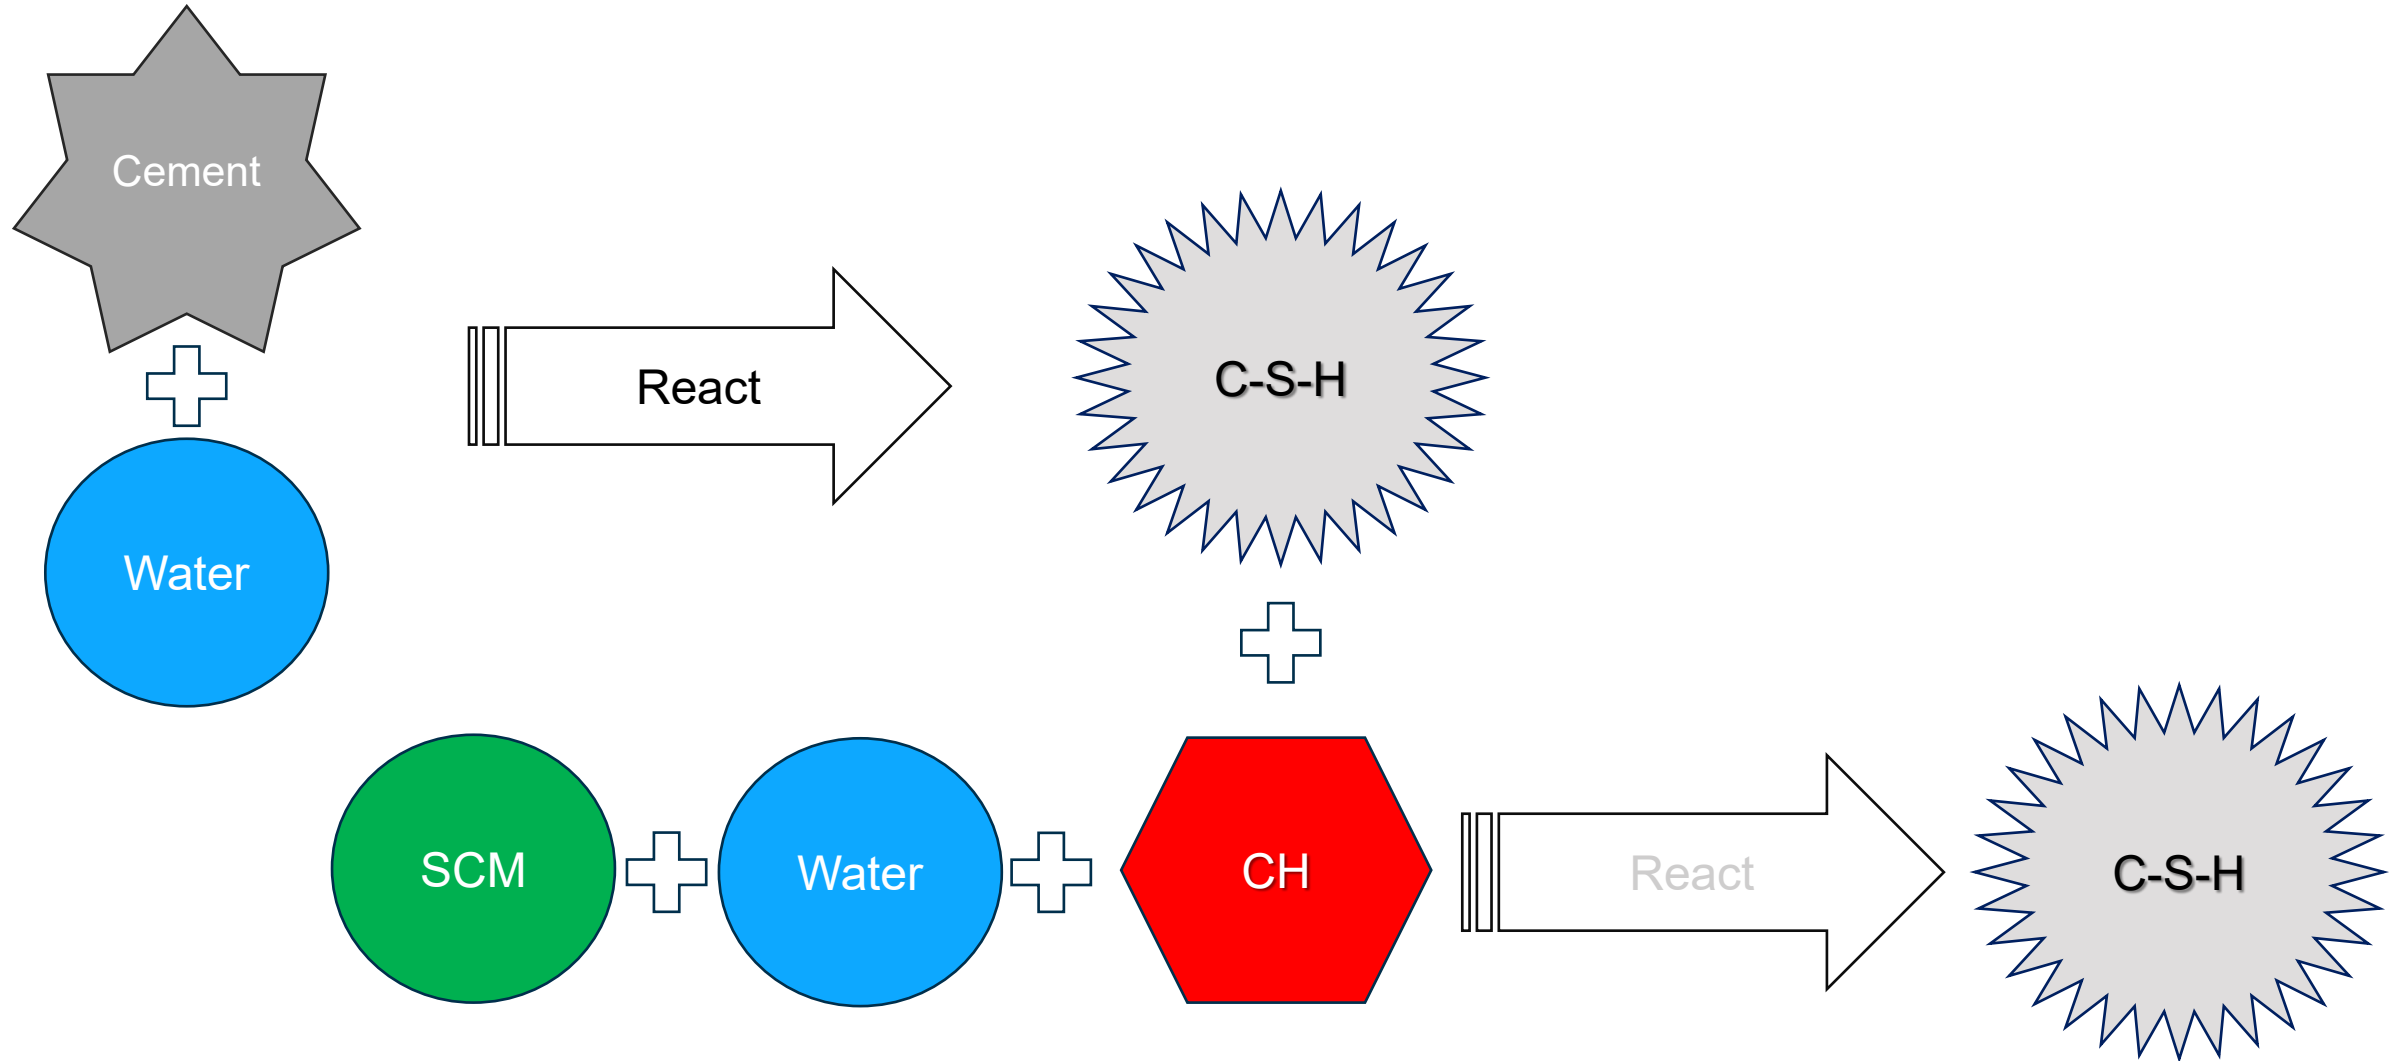 Cement
Water
React
C-S-H
SCM
Water
CH
React
C-S-H